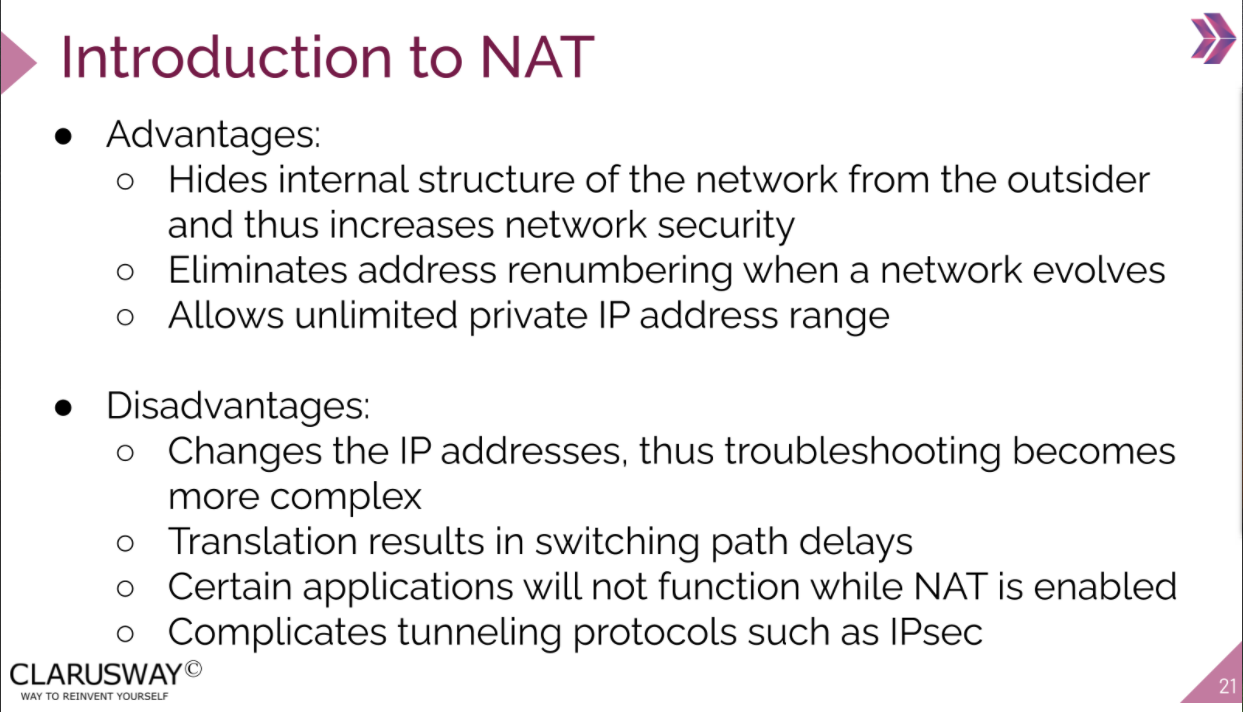 Introduction to NAT
● Advantages:
○ Hides internal structure of the network from the outsider
and thus increases network security
○ Eliminates address renumbering when a network evolves
○ Allows unlimited private IP address range
● Disadvantages:
○ Changes the IP addresses, thus troubleshooting becomes
more complex
○ Translation results in switching path delays
○ Certain applications will not function while NAT is enabled
○ Complicates tunneling protocols such as IPsec
CLARUSWAY©
WAY TO REINVENT YOURSELF
21